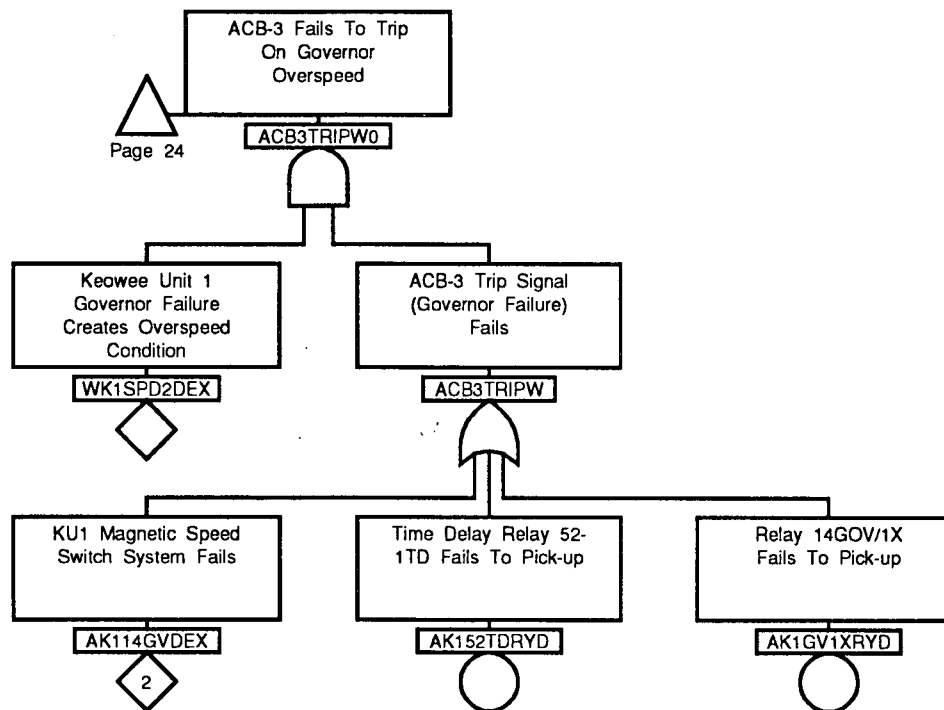 ACB-3 Fails To Trip
On Governor
Overspeed
Page 24
ACB3TRIPW0
Keowee Unit 1
Governor Failure
Creates Overspeed
Condition
WK1SPD2DEX
ACB-3 Trip Signal
(Governor Failure)
Fails
ACB3TRIPW
KU1 Magnetic Speed
Switch System Fails
AK114GVDEX
2
Time Delay Relay 52-
1TD Fails To Pick-up
AK152TDRYD
Relay 14GOV/1X
Fails To Pick-up
AK1GV1XRYD